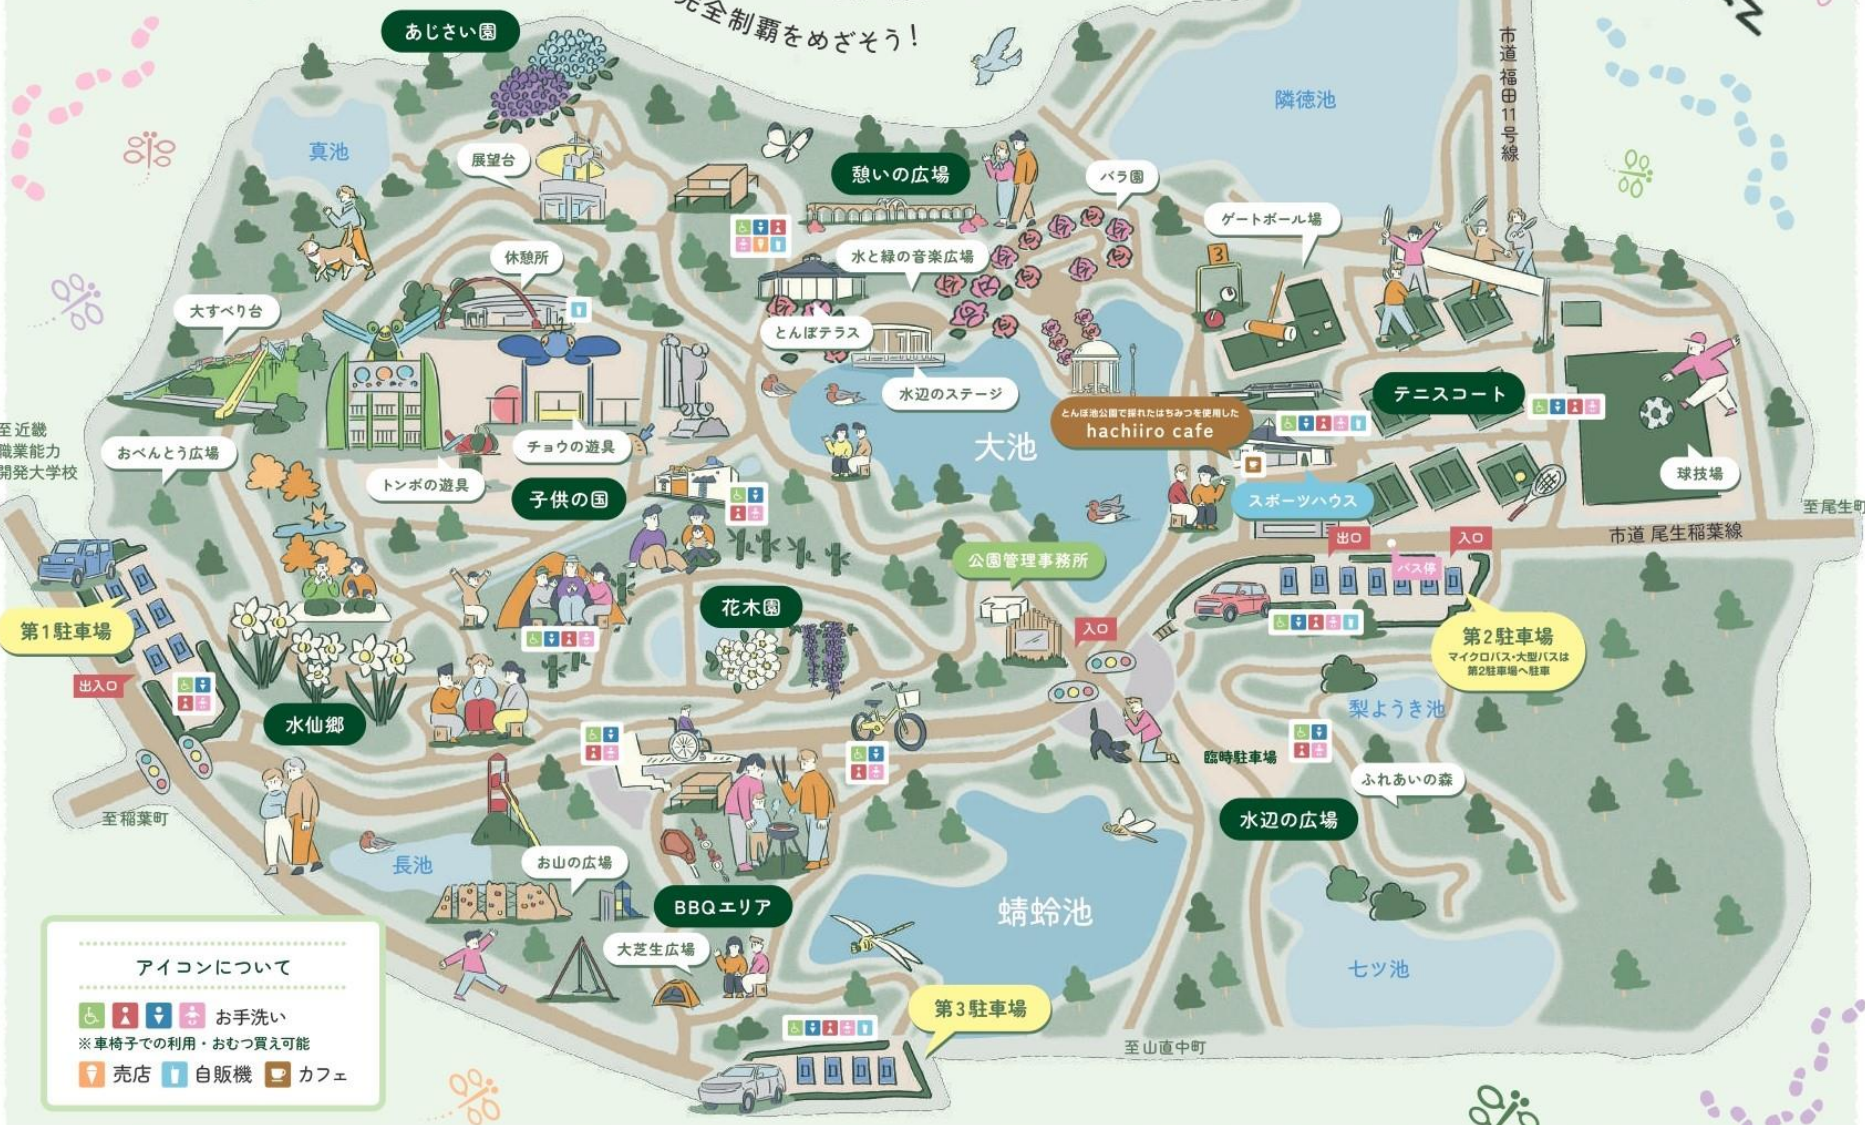 完全制覇をめざそう!
あじさい園
真池
展望台
憩いの広場
バラ園
隣徳池
市道 福田11号線
ゲートボール場
3
休憩所
水と緑の音楽広場
大すべり台
とんぼテラス
水辺のステージ
テニスコート
とんぼ池公園で採れたはちみつを使用した
hachiiro cafe
大池
至近畿
職業能力
開発大学校
おべんとう広場
チョウの遊具
トンボの遊具
子供の国
球技場
スポーツハウス
至尾生町
市道 尾生稲葉線
出口
入口
バス停
公園管理事務所
花木園
第1駐車場
入口
第2駐車場
マイクロバス・大型バスは
第2駐車場へ駐車
出入口
水仙郷
梨ようき池
臨時駐車場
ふれあいの森
至稲葉町
水辺の広場
長池
お山の広場
BBQエリア
蜻蛉池
大芝生広場
七ツ池
第3駐車場
至山直中町
アイコンについて
お手洗い
※車椅子での利用・おむつ買え可能
売店 自販機 カフェ